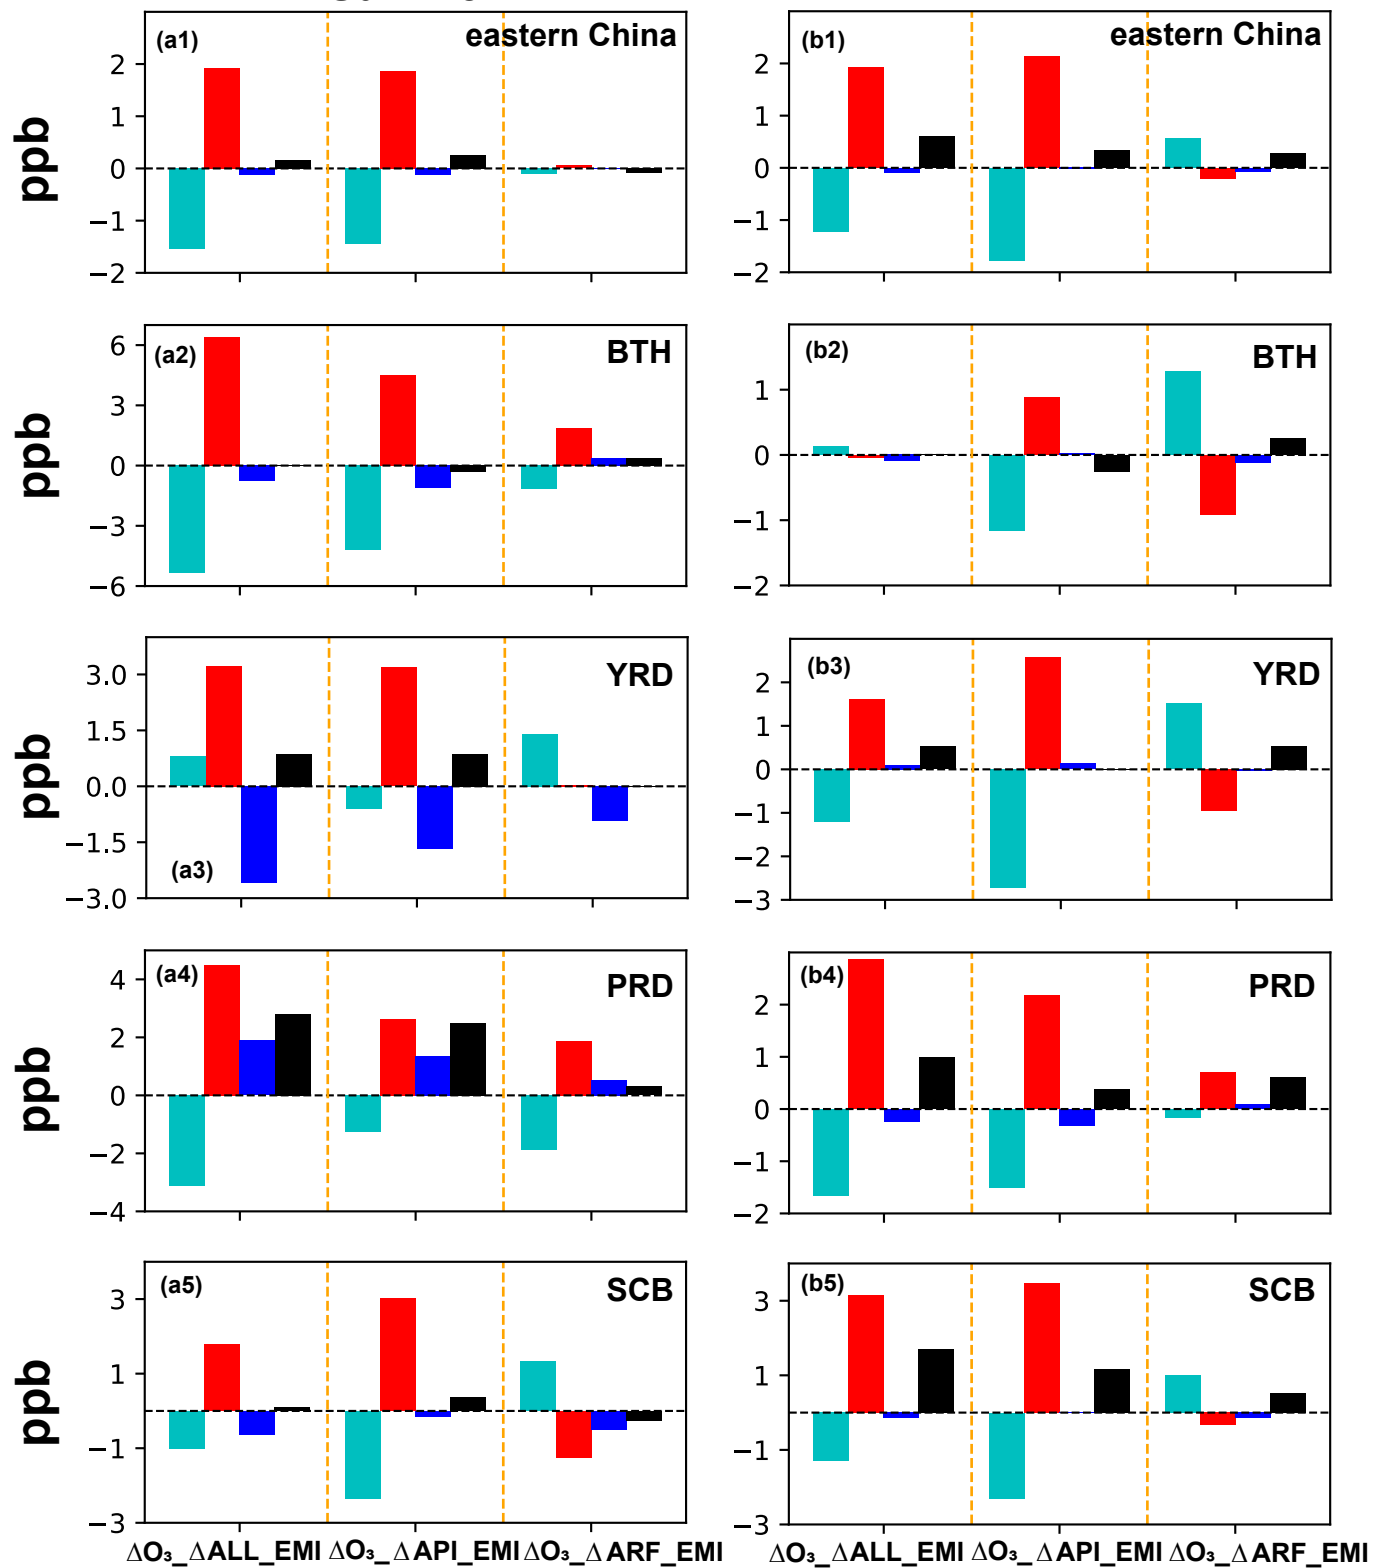 (a1) eastern China
2
1
0
−1
−2
ppb
(b1) eastern China
2
1
0
−1
−2
(a2) BTH
6
3
0
−3
−6
ppb
(b2) BTH
1
0
−1
−2
YRD
3.0
1.5
0.0
−1.5
−3.0
ppb
(a3)
(b3) YRD
2
1
0
−1
−2
−3
(a4) PRD
4
2
0
−2
−4
ppb
(b4) PRD
2
1
0
−1
−2
(a5) SCB
3
1
−1
−3
ppb
(b5) SCB
3
1
−1
−3
ΔO₃_ΔALL_EMI ΔO₃_ΔAPI_EMI ΔO₃_ΔARF_EMI
ΔO₃_ΔALL_EMI ΔO₃_ΔAPI_EMI ΔO₃_ΔARF_EMI